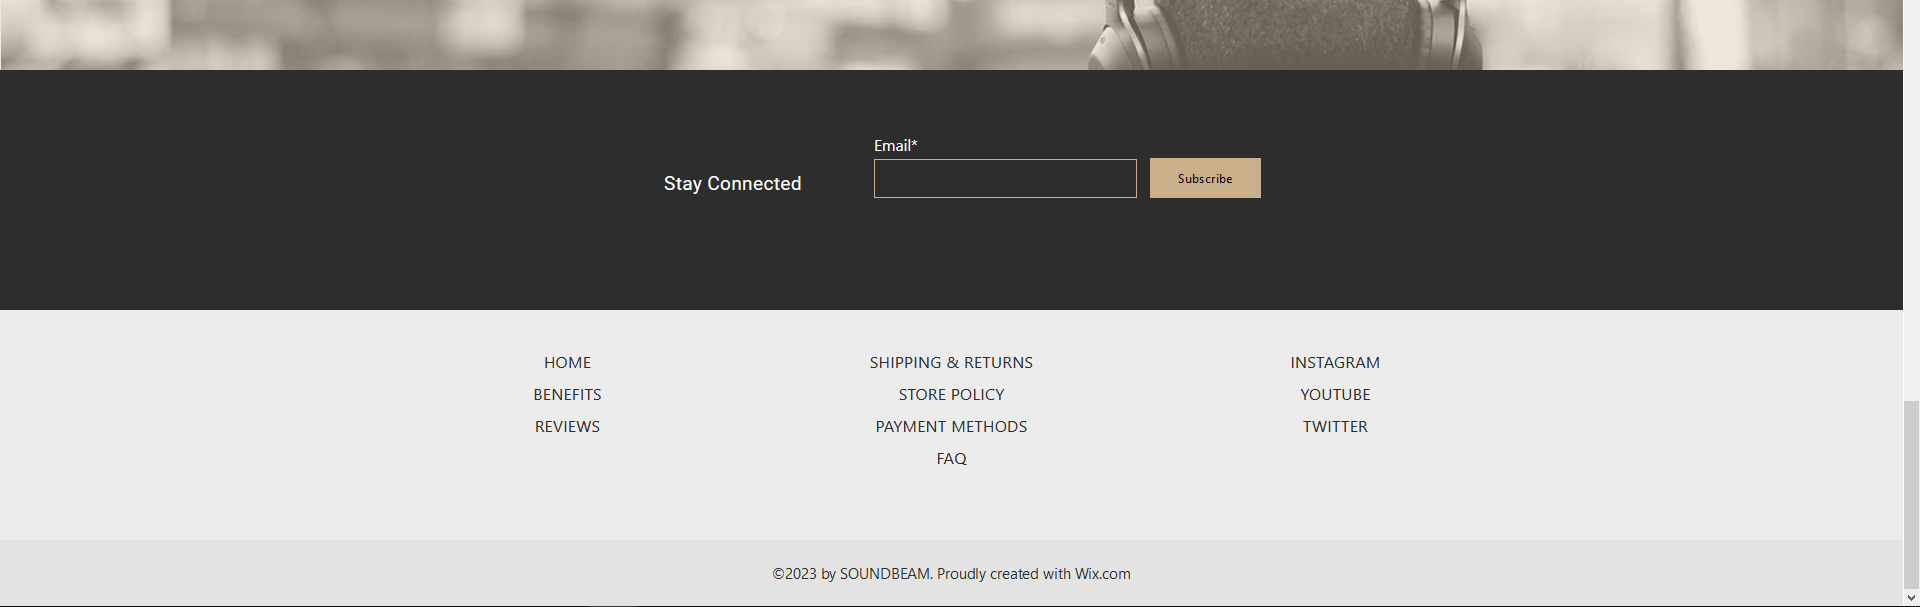 Email*
Stay Connected
Subscribe
HOME
BENEFITS
REVIEWS
SHIPPING & RETURNS
STORE POLICY
PAYMENT METHODS
FAQ
INSTAGRAM
YOUTUBE
TWITTER
©2023 by SOUNDBEAM. Proudly created with Wix.com